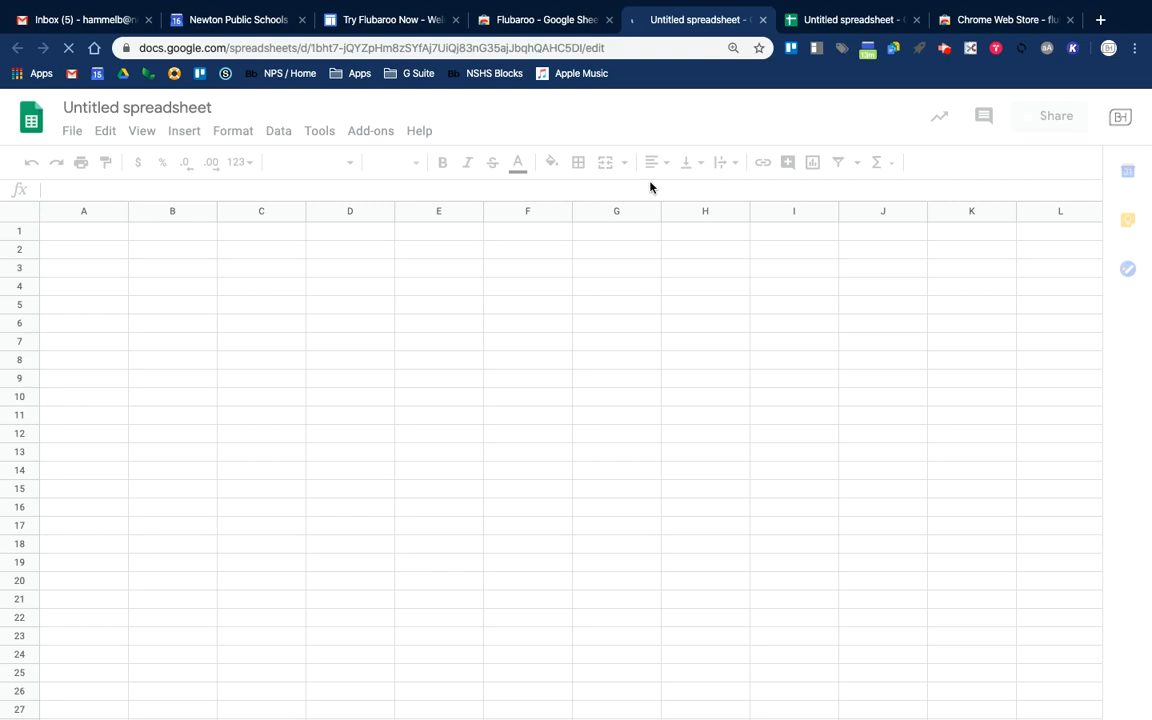 Inbox (5) - hammelb@n
Newton Public Schools
Try Flubaroo Now - Wel
Flubaroo - Google Shee
Untitled spreadsheet -
Untitled spreadsheet - G
Chrome Web Store - flu
docs.google.com/spreadsheets/d/1bht7-jQYZpHm8zSYfAj7UiQj83nG35ajJbqhQAHC5DI/edit
13m
Apps
NPS / Home
Apps
G Suite
NSHS Blocks
Apple Music
Untitled spreadsheet
File Edit View Insert Format Data Tools Add-ons Help
Share
$ % .0 .00 123
B I S A
fx
A B C D E F G H I J K L
1
2
3
4
5
6
7
8
9
10
11
12
13
14
15
16
17
18
19
20
21
22
23
24
25
26
27